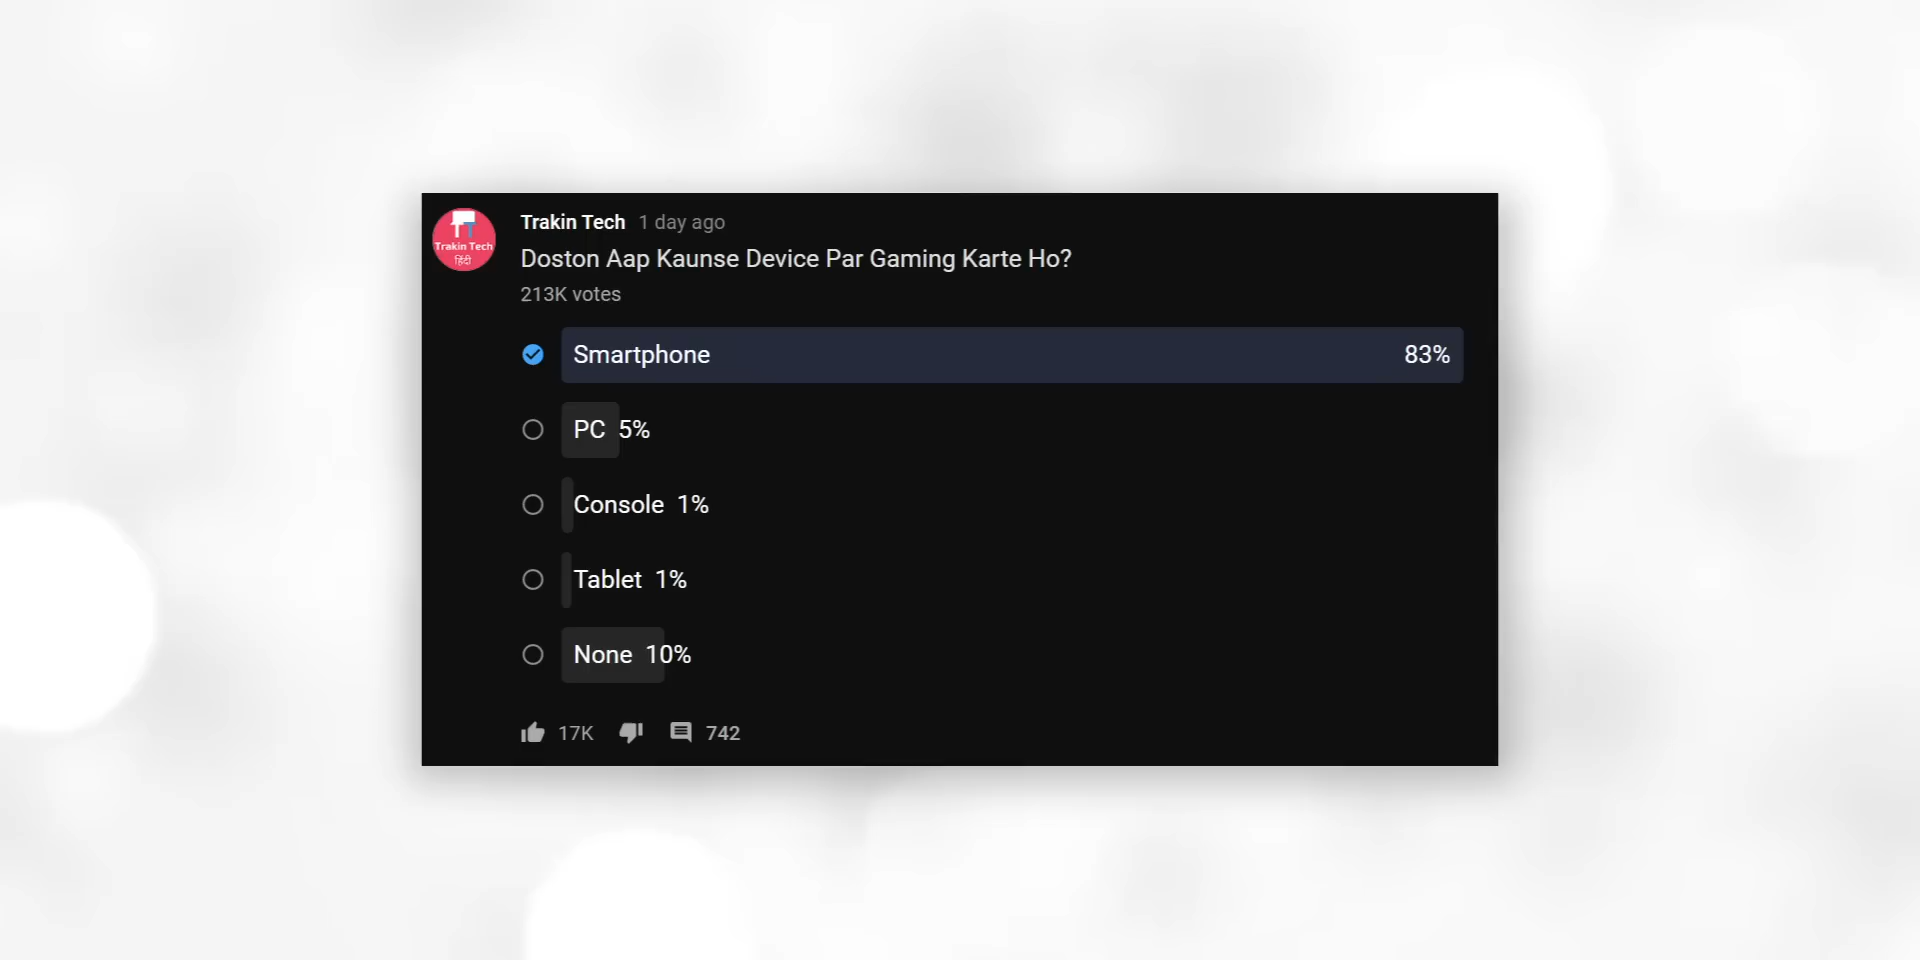 Trakin Tech 1 day ago
Trakin Tech
हिंदी
Doston Aap Kaunse Device Par Gaming Karte Ho?
213K votes
Smartphone 83%
PC 5%
Console 1%
Tablet 1%
None 10%
17K 742